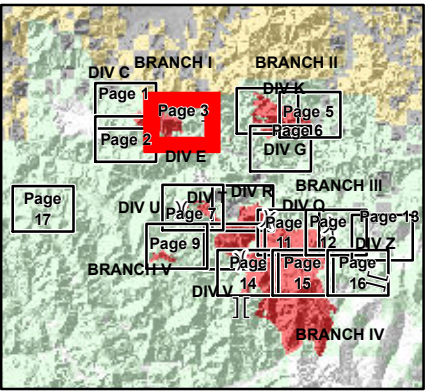 BRANCH I
BRANCH II
DIV C
DIV K
Page 1
Page 3
Page 5
Page 6
Page 2
DIV E
DIV G
BRANCH III
Page
17
DIV U
DIV R
DIV O
Page 7
Page
11
Page
12
Page 13
Page 9
DIV Z
BRANCH V
Page
14
Page
15
Page
16
DIV V
BRANCH IV